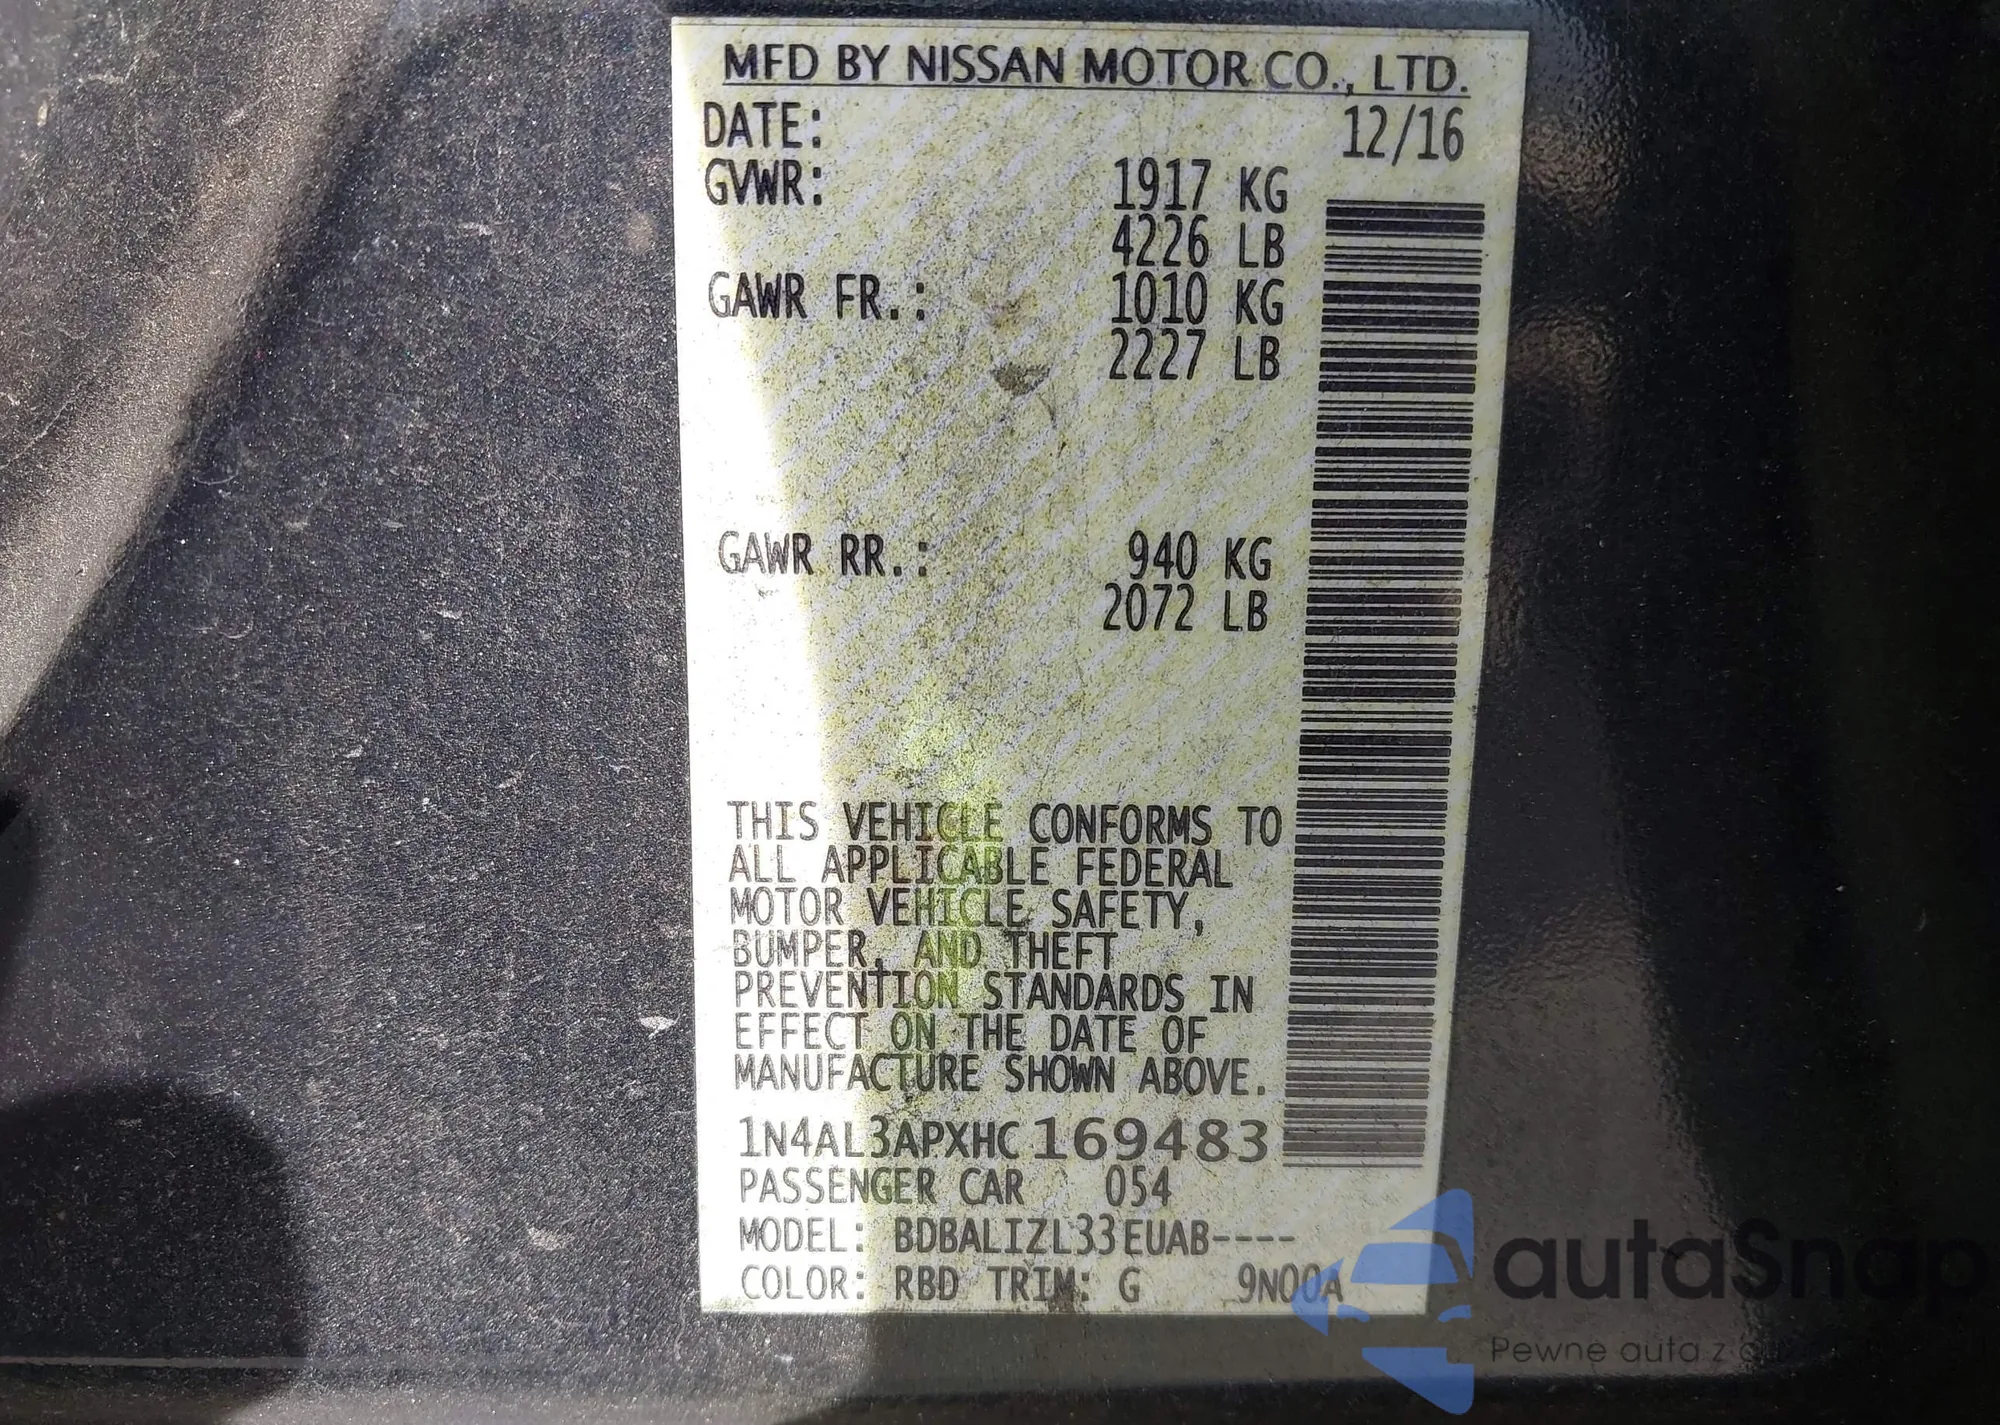 MFD BY NISSAN MOTOR CO., LTD.
DATE: 12/16
GVWR: 1917 KG
4226 LB
GAWR FR.: 1010 KG
2227 LB
GAWR RR.: 940 KG
2072 LB
THIS VEHICLE CONFORMS TO
ALL APPLICABLE FEDERAL
MOTOR VEHICLE SAFETY,
BUMPER, AND THEFT
PREVENTION STANDARDS IN
EFFECT ON THE DATE OF
MANUFACTURE SHOWN ABOVE.
1N4AL3APXHC169483
PASSENGER CAR 054
MODEL: BDBALIZL33EUAB----
COLOR: RBD TRIM: G 9N00A
autaSnap
Pewne auta z